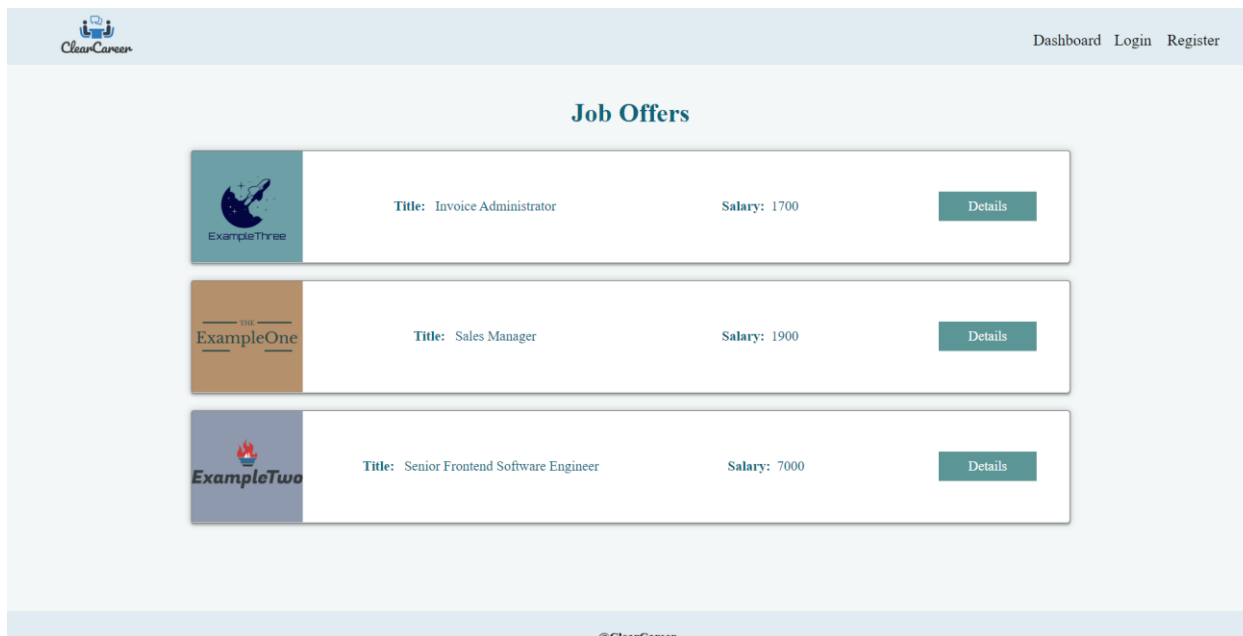 ClearCareer
Dashboard Login Register
Job Offers
ExampleThree
Title: Invoice Administrator
Salary: 1700
Details
THE
ExampleOne
Title: Sales Manager
Salary: 1900
Details
ExampleTwo
Title: Senior Frontend Software Engineer
Salary: 7000
Details
@ClearCareer